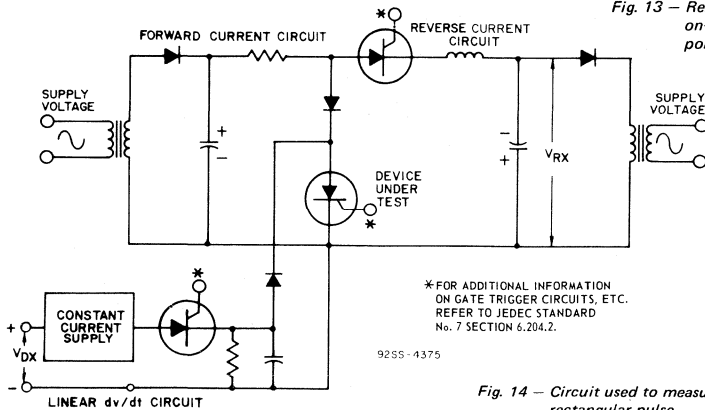 Fig. 13 — Re
on-
po
FORWARD CURRENT CIRCUIT
*
REVERSE CURRENT
CIRCUIT
SUPPLY
VOLTAGE
+
−
−
+
VRX
SUPPLY
VOLTAGE
DEVICE
UNDER
TEST
*
*
* FOR ADDITIONAL INFORMATION
ON GATE TRIGGER CIRCUITS, ETC.
REFER TO JEDEC STANDARD
No. 7 SECTION 6.204.2.
CONSTANT
CURRENT
SUPPLY
+
VDX
−
92SS-4375
LINEAR dv/dt CIRCUIT
Fig. 14 — Circuit used to measu
rectangular pulse